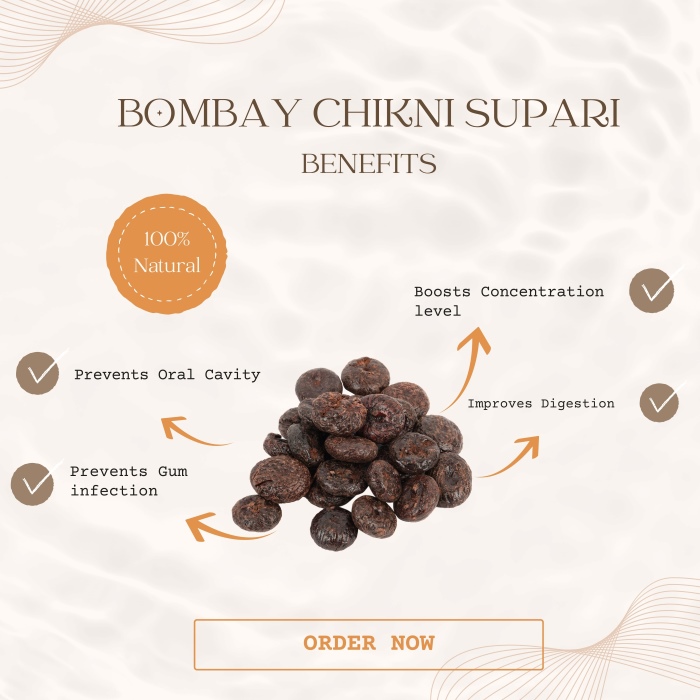 BOMBAY CHIKNI SUPARI
BENEFITS
100%
Natural
Boosts Concentration
level
Prevents Oral Cavity
Improves Digestion
Prevents Gum
infection
ORDER NOW